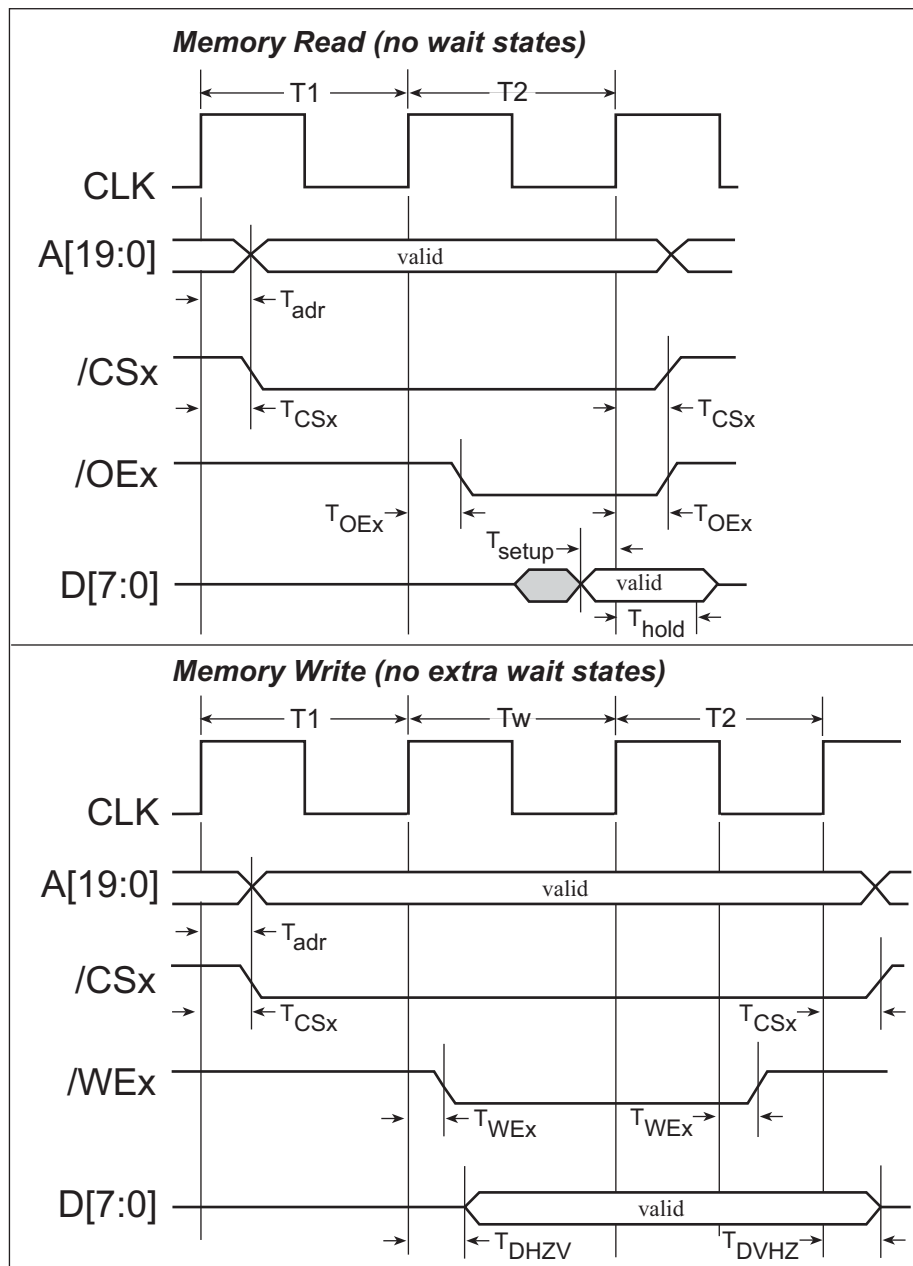 Memory Read (no wait states)
T1 T2
CLK
A[19:0] valid
Tadr
/CSx
TCSx TCSx
/OEx
TOEx TOEx
Tsetup
D[7:0] valid
Thold
Memory Write (no extra wait states)
T1 Tw T2
CLK
A[19:0] valid
Tadr
/CSx
TCSx TCSx
/WEx
TWEx TWEx
D[7:0] valid
TDHZV TDVHZ